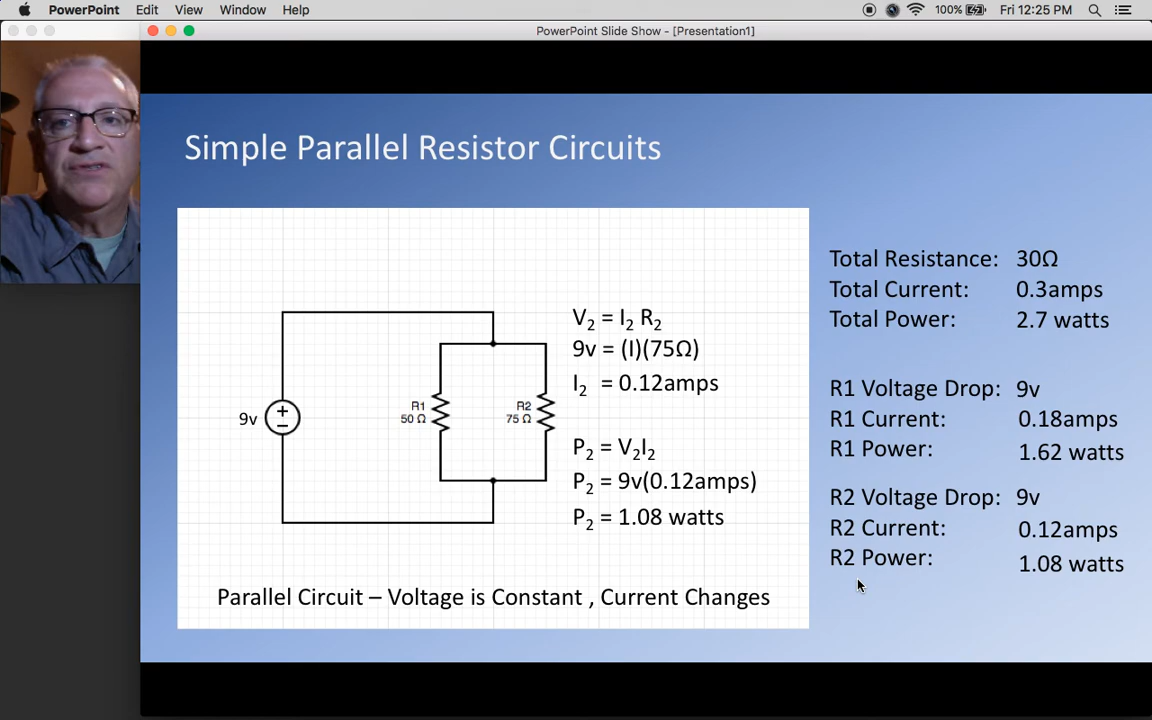 PowerPoint Edit View Window Help 100% Fri 12:25 PM
PowerPoint Slide Show - [Presentation1]
Simple Parallel Resistor Circuits
9v
R1
50 Ω
R2
75 Ω
V₂ = I₂ R₂
9v = (I)(75Ω)
I₂ = 0.12amps
P₂ = V₂I₂
P₂ = 9v(0.12amps)
P₂ = 1.08 watts
Parallel Circuit – Voltage is Constant , Current Changes
Total Resistance: 30Ω
Total Current: 0.3amps
Total Power: 2.7 watts
R1 Voltage Drop: 9v
R1 Current: 0.18amps
R1 Power: 1.62 watts
R2 Voltage Drop: 9v
R2 Current: 0.12amps
R2 Power: 1.08 watts